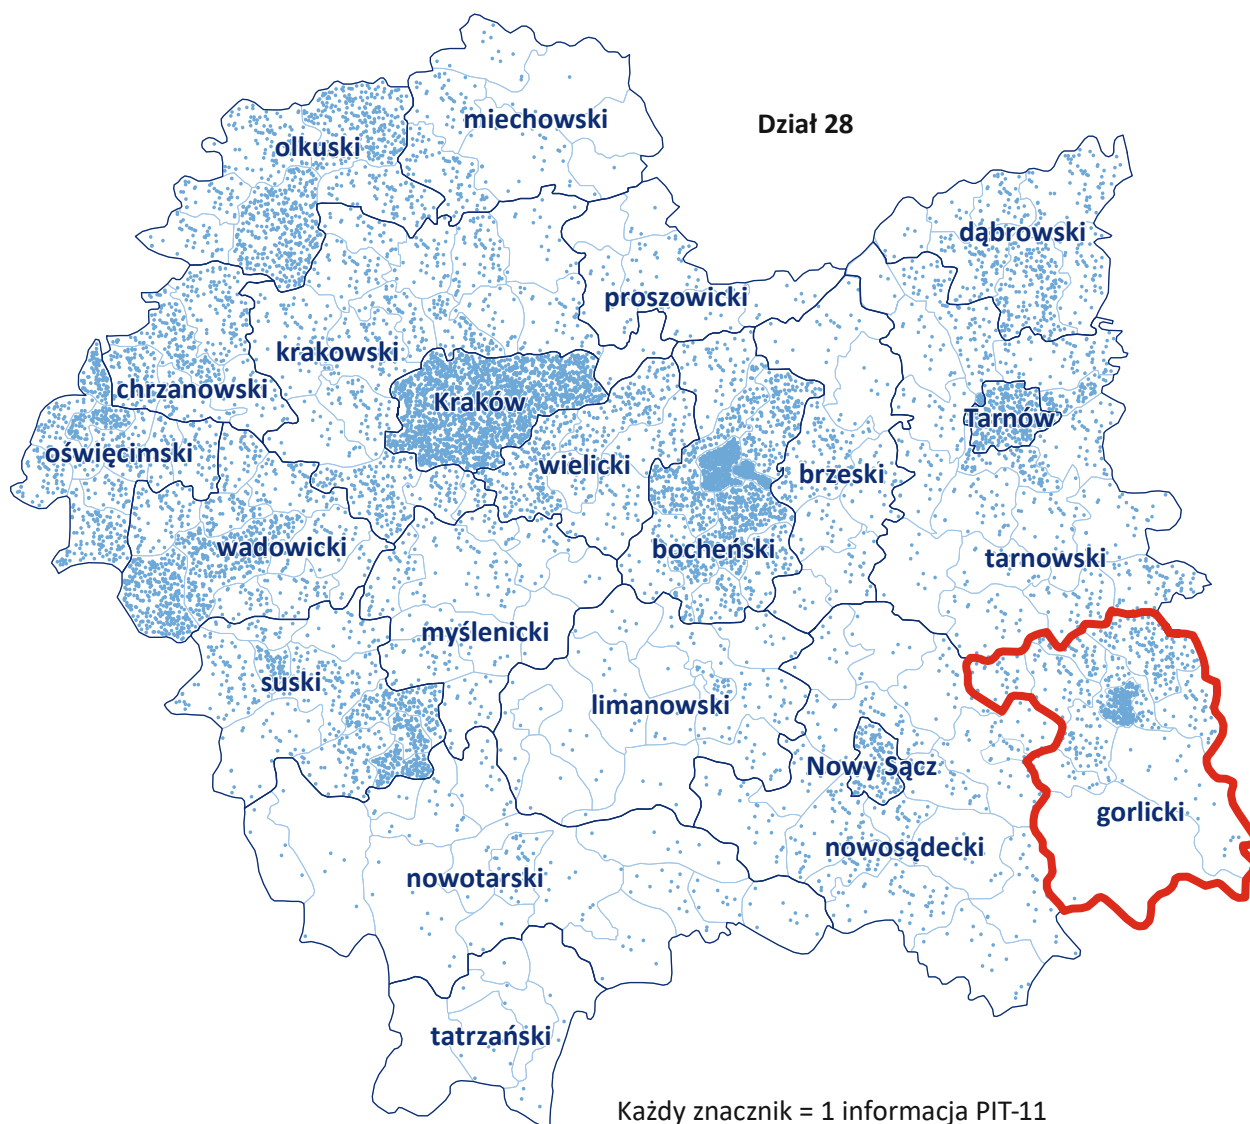 miechowski
Dział 28
olkuski
dąbrowski
proszowicki
krakowski
chrzanowski
Kraków
Tarnów
oświęcimski
wielicki
brzeski
wadowicki
bocheński
tarnowski
myślenicki
suski
limanowski
Nowy Sącz
gorlicki
nowosądecki
nowotarski
tatrzański
Każdy znacznik = 1 informacja PIT-11